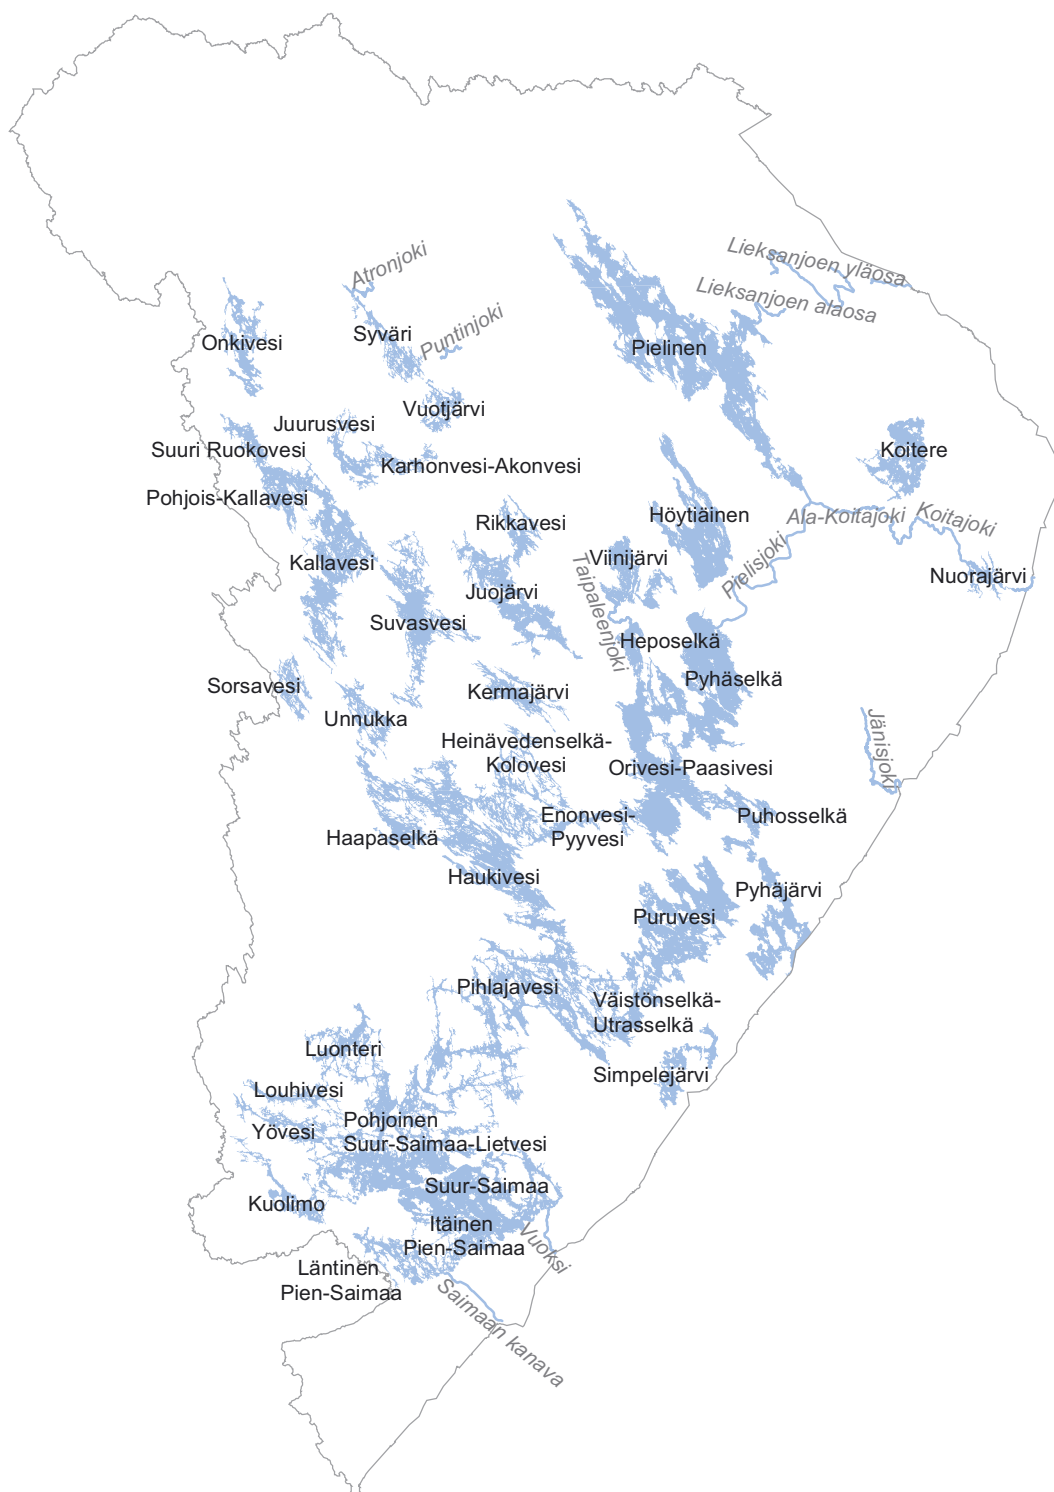 Atronjoki
Lieksanjoen yläosa
Lieksanjoen alaosa
Onkivesi
Syväri
Puntinjoki
Pielinen
Vuotjärvi
Juurusvesi
Suuri Ruokovesi
Karhonvesi-Akonvesi
Koitere
Pohjois-Kallavesi
Rikkavesi
Höytiäinen
Ala-Koitajoki
Koitajoki
Kallavesi
Viinijärvi
Taipaleenjoki
Pielisjoki
Nuorajärvi
Juojärvi
Suvasvesi
Heposelkä
Pyhäselkä
Sorsavesi
Kermajärvi
Unnukka
Jänisjoki
Heinävedenselkä-
Kolovesi
Orivesi-Paasivesi
Enonvesi-
Pyyvesi
Puhosselkä
Haapaselkä
Haukivesi
Pyhäjärvi
Puruvesi
Pihlajavesi
Väistönselkä-
Utrasselkä
Luonteri
Simpelejärvi
Louhivesi
Yövesi
Pohjoinen
Suur-Saimaa-Lietvesi
Suur-Saimaa
Kuolimo
Itäinen
Pien-Saimaa
Vuoksi
Läntinen
Pien-Saimaa
Saimaan kanava